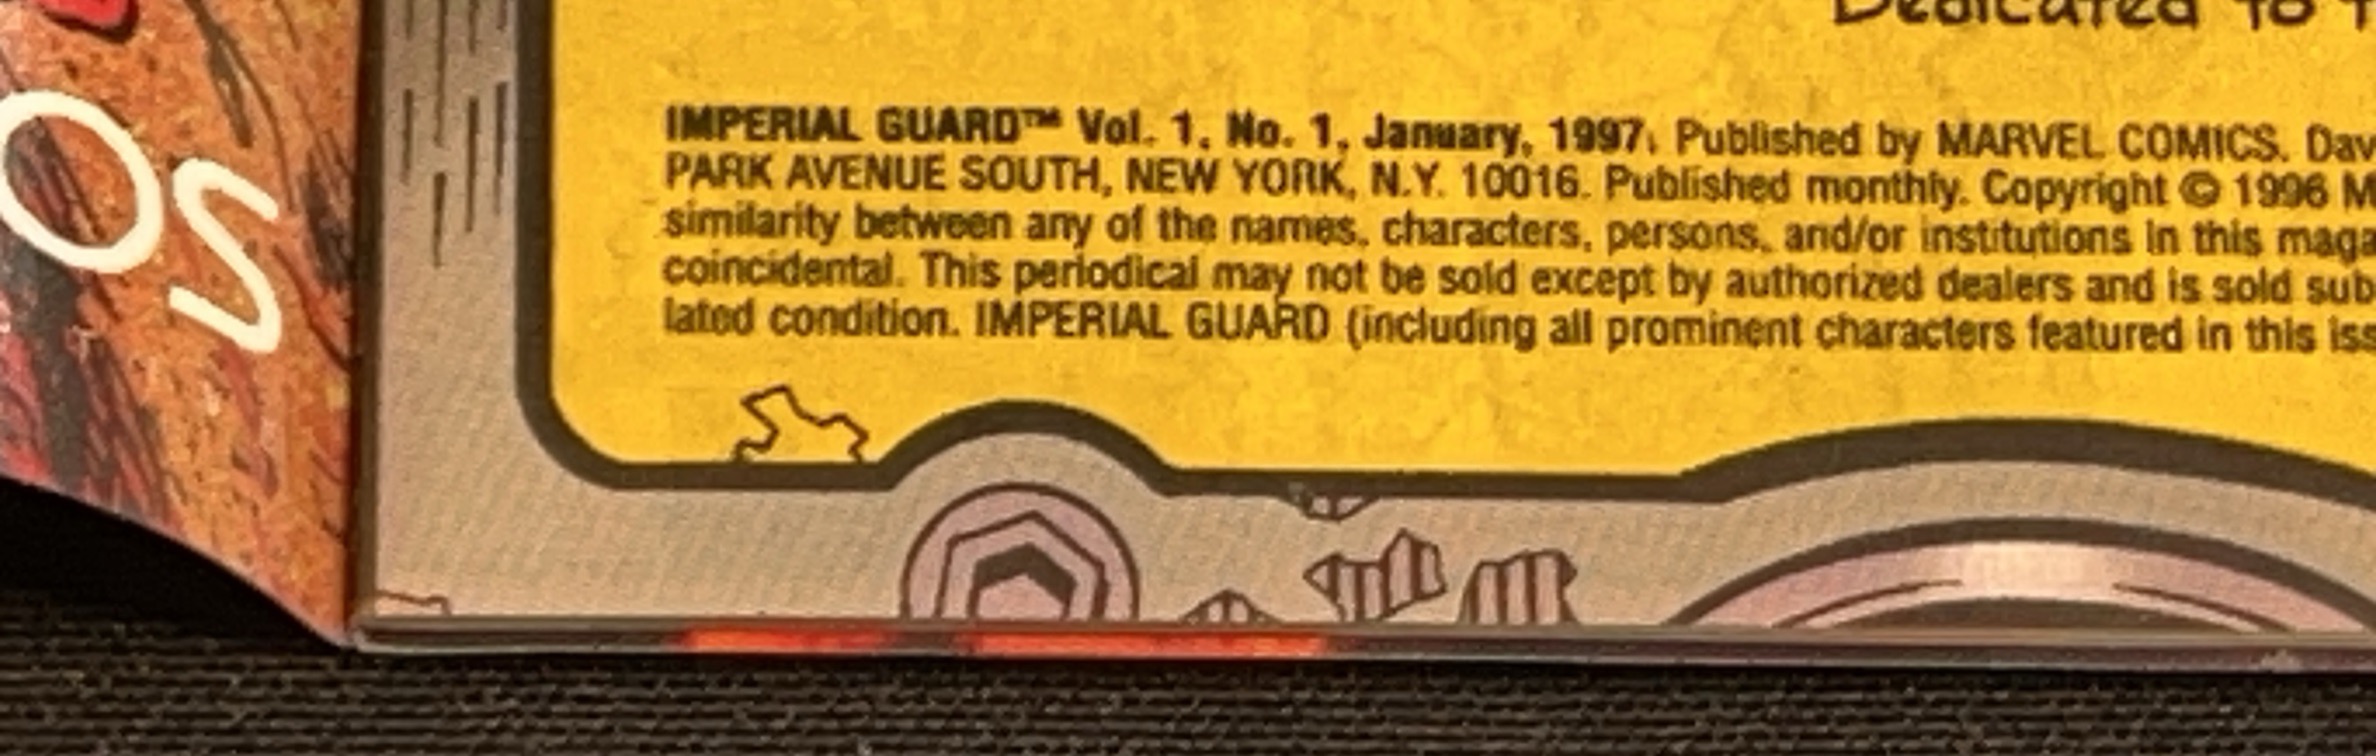 Dedicated to
OS
IMPERIAL GUARD™ Vol. 1, No. 1, January, 1997. Published by MARVEL COMICS. Dav
PARK AVENUE SOUTH, NEW YORK, N.Y. 10016. Published monthly. Copyright © 1996 M
similarity between any of the names, characters, persons, and/or institutions in this maga
coincidental. This periodical may not be sold except by authorized dealers and is sold sub
lated condition. IMPERIAL GUARD (including all prominent characters featured in this iss